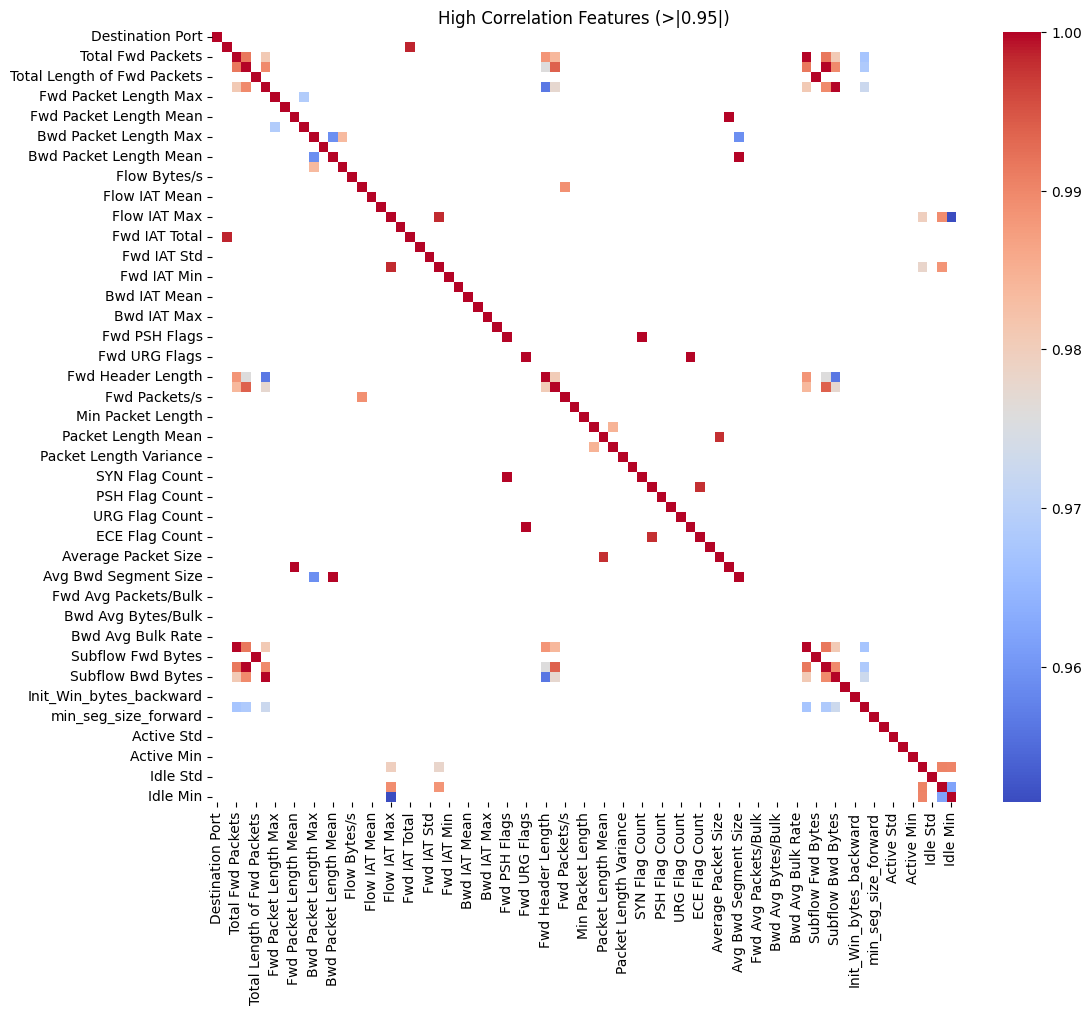 High Correlation Features (>|0.95|)
Destination Port
Total Fwd Packets
Total Length of Fwd Packets
Fwd Packet Length Max
Fwd Packet Length Mean
Bwd Packet Length Max
Bwd Packet Length Mean
Flow Bytes/s
Flow IAT Mean
Flow IAT Max
Fwd IAT Total
Fwd IAT Std
Fwd IAT Min
Bwd IAT Mean
Bwd IAT Max
Fwd PSH Flags
Fwd URG Flags
Fwd Header Length
Fwd Packets/s
Min Packet Length
Packet Length Mean
Packet Length Variance
SYN Flag Count
PSH Flag Count
URG Flag Count
ECE Flag Count
Average Packet Size
Avg Bwd Segment Size
Fwd Avg Packets/Bulk
Bwd Avg Bytes/Bulk
Bwd Avg Bulk Rate
Subflow Fwd Bytes
Subflow Bwd Bytes
Init_Win_bytes_backward
min_seg_size_forward
Active Std
Active Min
Idle Std
Idle Min
Destination Port
Total Fwd Packets
Total Length of Fwd Packets
Fwd Packet Length Max
Fwd Packet Length Mean
Bwd Packet Length Max
Bwd Packet Length Mean
Flow Bytes/s
Flow IAT Mean
Flow IAT Max
Fwd IAT Total
Fwd IAT Std
Fwd IAT Min
Bwd IAT Mean
Bwd IAT Max
Fwd PSH Flags
Fwd URG Flags
Fwd Header Length
Fwd Packets/s
Min Packet Length
Packet Length Mean
Packet Length Variance
SYN Flag Count
PSH Flag Count
URG Flag Count
ECE Flag Count
Average Packet Size
Avg Bwd Segment Size
Fwd Avg Packets/Bulk
Bwd Avg Bytes/Bulk
Bwd Avg Bulk Rate
Subflow Fwd Bytes
Subflow Bwd Bytes
Init_Win_bytes_backward
min_seg_size_forward
Active Std
Active Min
Idle Std
Idle Min
1.00
0.99
0.98
0.97
0.96